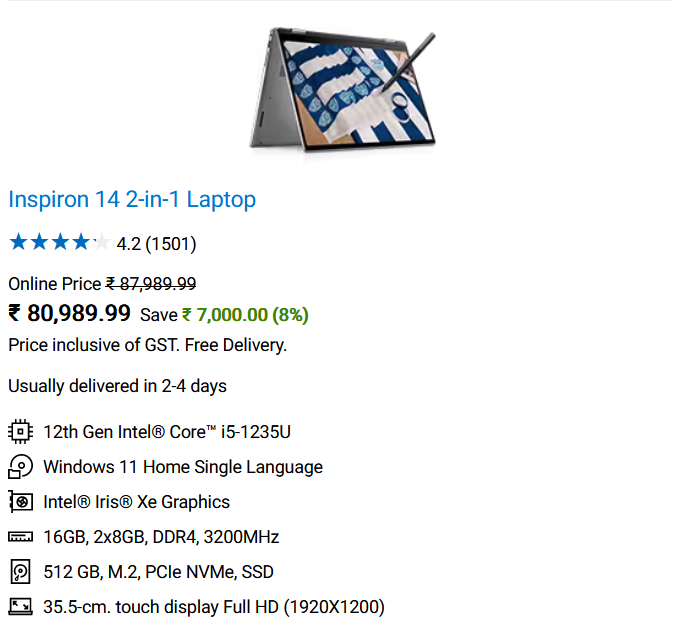 Inspiron 14 2-in-1 Laptop
4.2 (1501)
Online Price ₹ 87,989.99
₹ 80,989.99 Save ₹ 7,000.00 (8%)
Price inclusive of GST. Free Delivery.
Usually delivered in 2-4 days
12th Gen Intel® Core™ i5-1235U
Windows 11 Home Single Language
Intel® Iris® Xe Graphics
16GB, 2x8GB, DDR4, 3200MHz
512 GB, M.2, PCIe NVMe, SSD
35.5-cm. touch display Full HD (1920X1200)